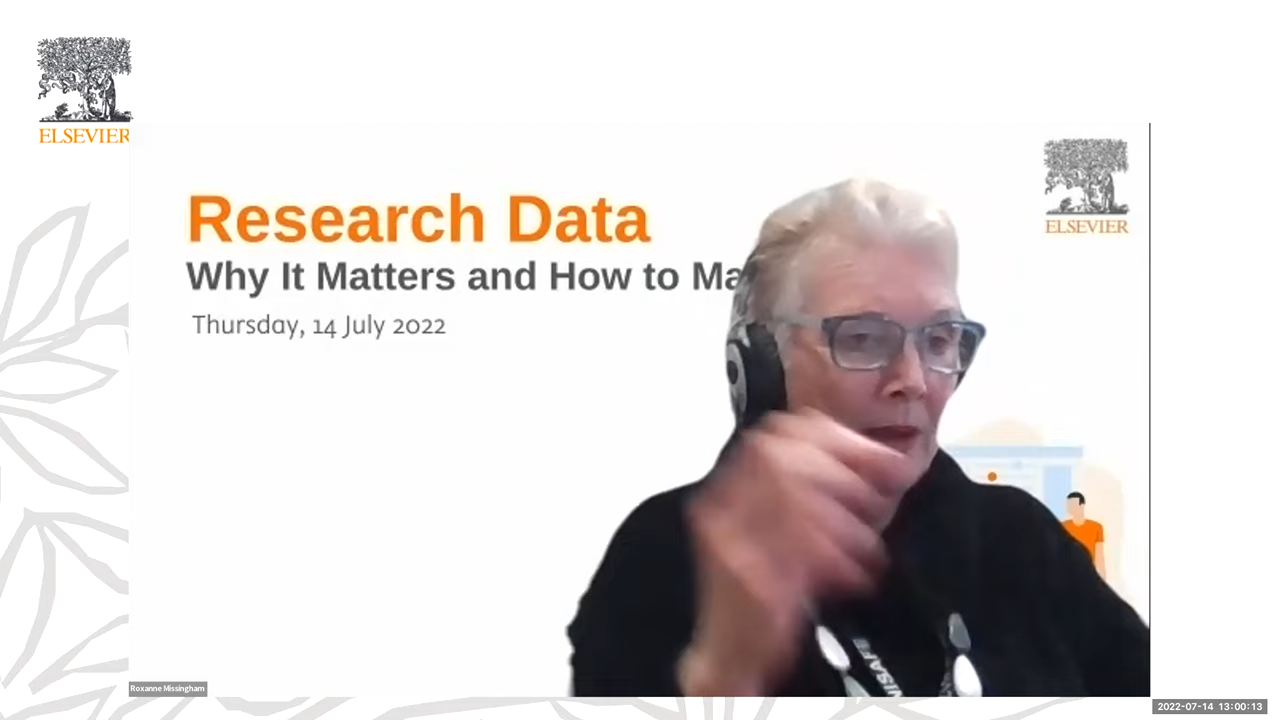 ELSEVIER
ELSEVIER
Research Data
Why It Matters and How to Ma
Thursday, 14 July 2022
NISAFE
Roxanne Missingham
2022-07-14 13:00:13